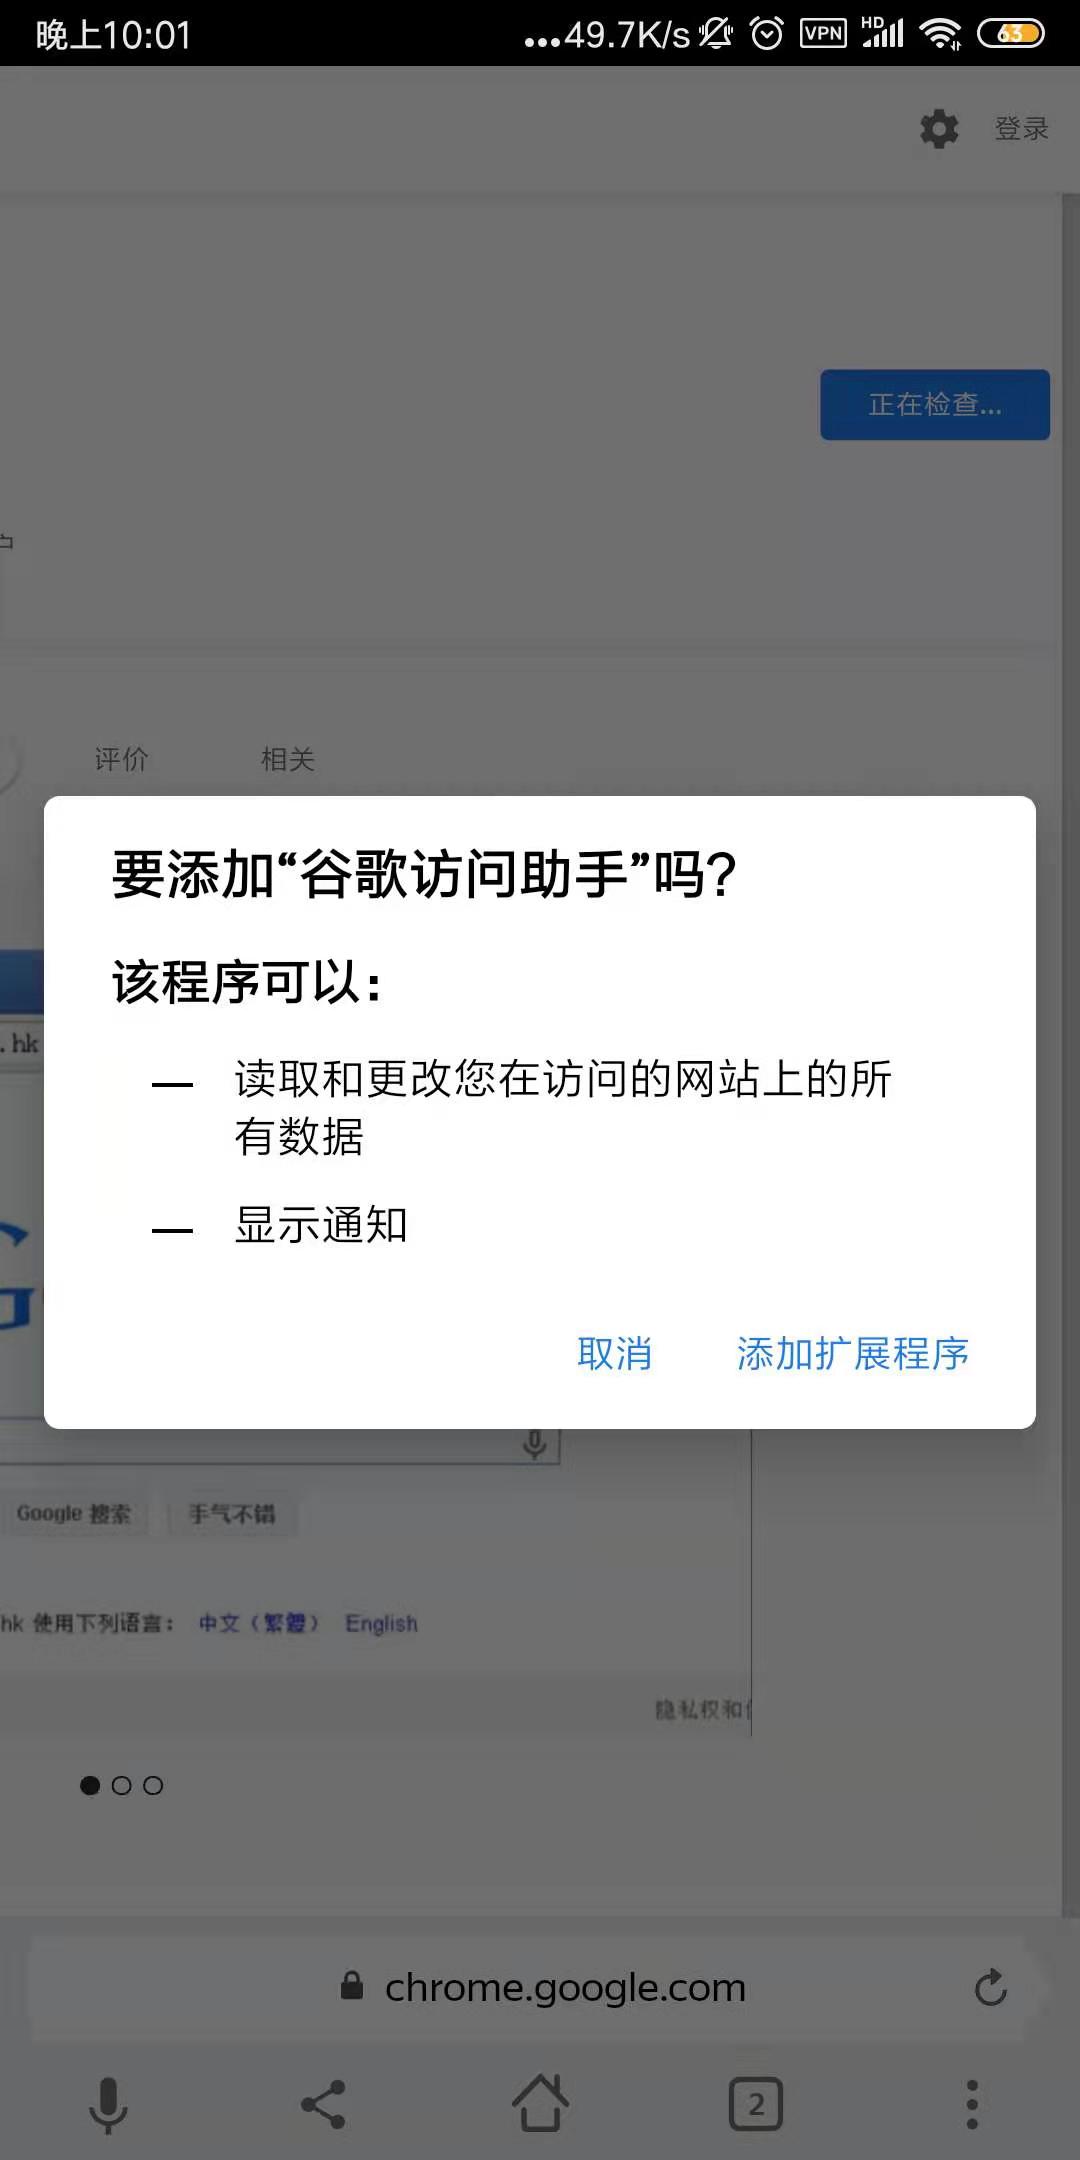 晚上10:01
...49.7K/s
VPN
HD
63
登录
正在检查...
户
评价
相关
要添加“谷歌访问助手”吗?
该程序可以:
读取和更改您在访问的网站上的所
有数据
显示通知
取消
添加扩展程序
.hk
G
Google 搜索
手气不错
hk 使用下列语言: 中文(繁體) English
隐私权和
chrome.google.com
2